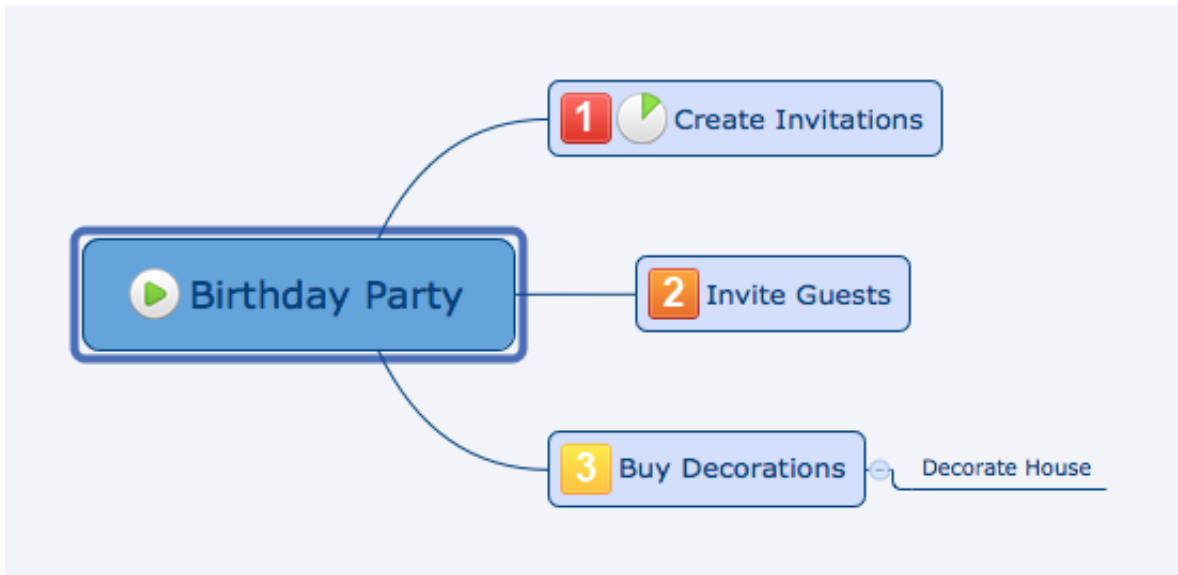 1 Create Invitations
Birthday Party
2 Invite Guests
3 Buy Decorations
Decorate House